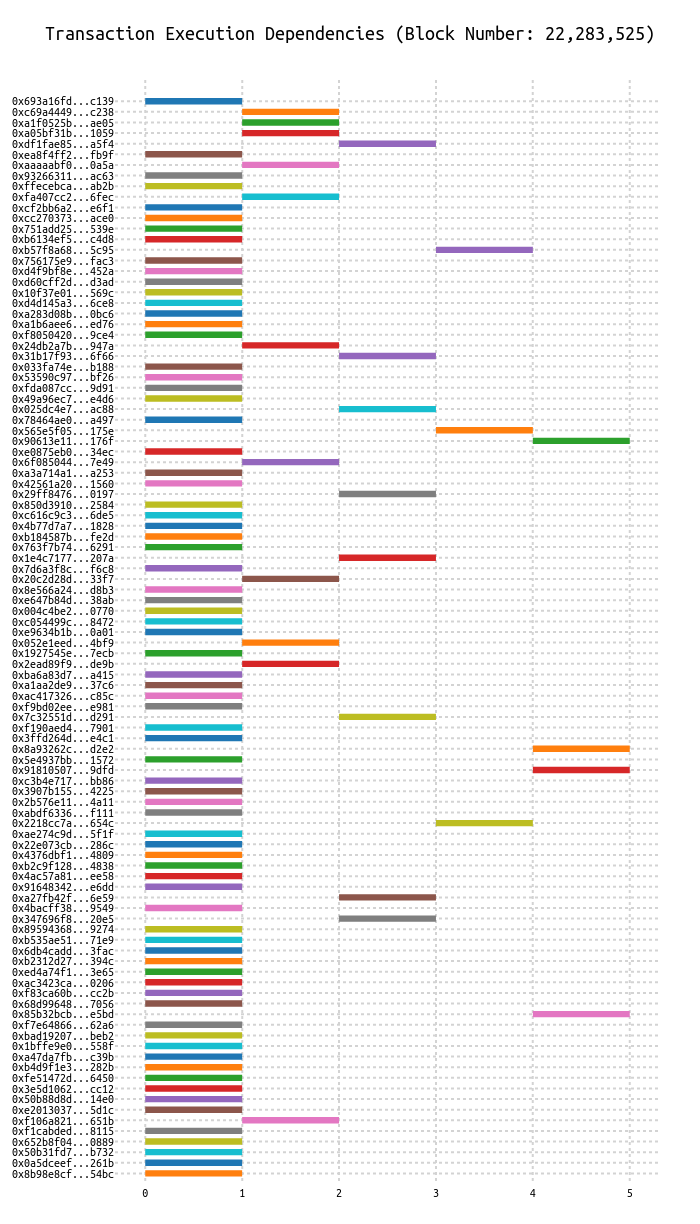 Transaction Execution Dependencies (Block Number: 22,283,525)
0x693a16fd...c139
0xc69a4449...c238
0xa1f0525b...ae05
0xa05bf31b...1059
0xdf1fae85...a5f4
0xea8f4ff2...fb9f
0xaaaaabf0...0a5a
0x93266311...ac63
0xffecebca...ab2b
0xfa407cc2...6fec
0xcf2bb6a2...e6f1
0xcc270373...ace0
0x751add25...539e
0xb6134ef5...c4d8
0xb57f8a68...5c95
0x756175e9...fac3
0xd4f9bf8e...452a
0xd60cff2d...d3ad
0x10f37e01...569c
0xd4d145a3...6ce8
0xa283d08b...0bc6
0xa1b6aee6...ed76
0xf8050420...9ce4
0x24db2a7b...947a
0x31b17f93...6f66
0x033fa74e...b188
0x53590c97...bf26
0xfda087cc...9d91
0x49a96ec7...e4d6
0x025dc4e7...ac88
0x78464ae0...a497
0x565e5f05...175e
0x90613e11...176f
0xe0875eb0...34ec
0x6f085044...7e49
0xa3a714a1...a253
0x42561a20...1560
0x29ff8476...0197
0x850d3910...2584
0xc616c9c3...6de5
0x4b77d7a7...1828
0xb184587b...fe2d
0x763f7b74...6291
0x1e4c7177...207a
0x7d6a3f8c...f6c8
0x20c2d28d...33f7
0x8e566a24...d8b3
0xe647b84d...38ab
0x004c4be2...0770
0xc054499c...8472
0xe9634b1b...0a01
0x052e1eed...4bf9
0x1927545e...7ecb
0x2ead89f9...de9b
0xba6a83d7...a415
0xa1aa2de9...37c6
0xac417326...c85c
0xf9bd02ee...e981
0x7c32551d...d291
0xf190aed4...7901
0x3ffd264d...e4c1
0x8a93262c...d2e2
0x5e4937bb...1572
0x91810507...9dfd
0xc3b4e717...bb86
0x3907b155...4225
0x2b576e11...4a11
0xabdf6336...f111
0x2218cc7a...654c
0xae274c9d...5f1f
0x22e073cb...286c
0x4376dbf1...4809
0xb2c9f128...4838
0x4ac57a81...ee58
0x91648342...e6dd
0xa27fb42f...6e59
0x4bacff38...9549
0x347696f8...20e5
0x89594368...9274
0xb535ae51...71e9
0x6db4cadd...3fac
0xb2312d27...394c
0xed4a74f1...3e65
0xac3423ca...0206
0xf83ca60b...cc2b
0x68d99648...7056
0x85b32bcb...e5bd
0xf7e64866...62a6
0xbad19207...beb2
0x1bffe9e0...558f
0xa47da7fb...c39b
0xb4d9f1e3...282b
0xfe51472d...6450
0x3e5d1062...cc12
0x50b88d8d...14e0
0xe2013037...5d1c
0xf106a821...651b
0xf1cabded...8115
0x652b8f04...0889
0x50b31fd7...b732
0x0a5dceef...261b
0x8b98e8cf...54bc
0 1 2 3 4 5